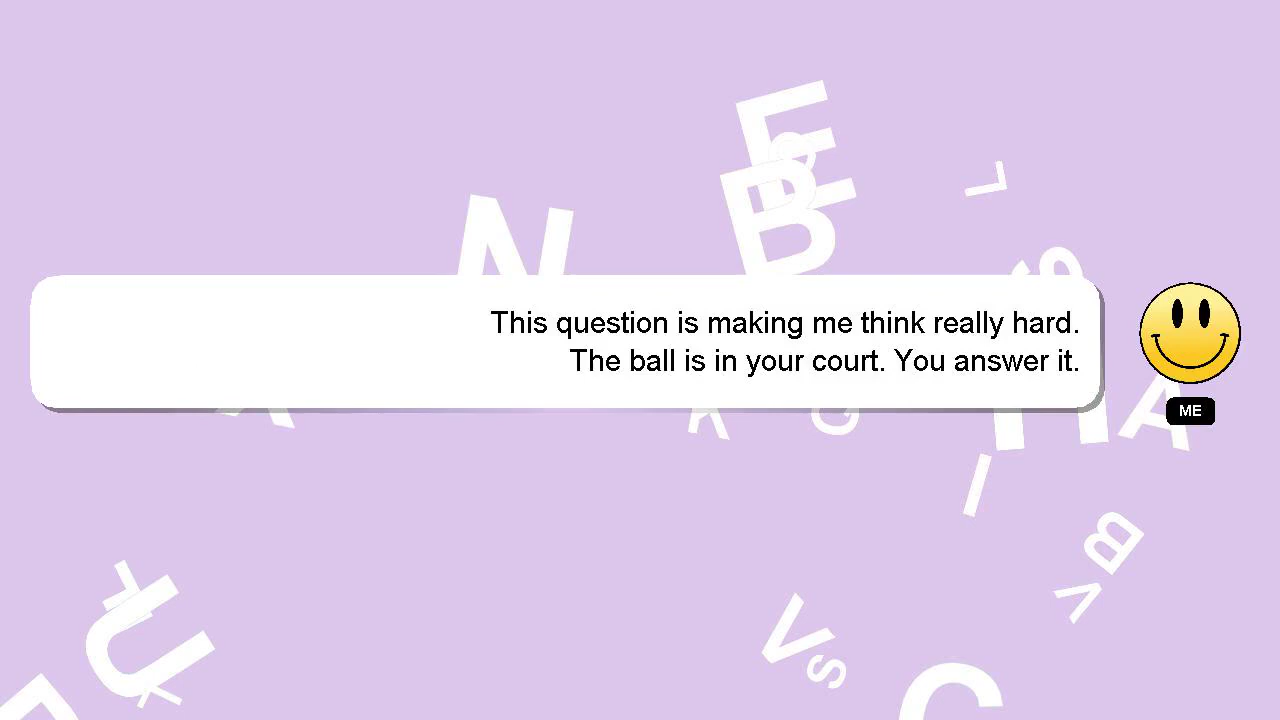 E
B
L
N
S
This question is making me think really hard.
The ball is in your court. You answer it.
ME
K
G
A
I
B
V
U
V
S
C